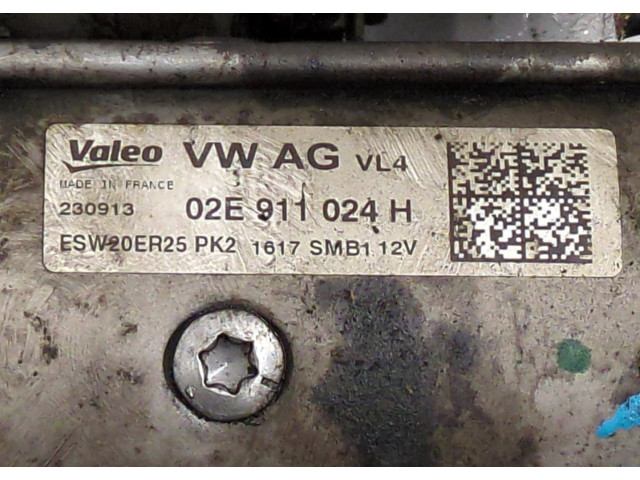 Valeo VW AG VL4
MADE IN FRANCE
230913 02E 911 024 H
ESW20ER25 PK2 1617 SMB1 12V